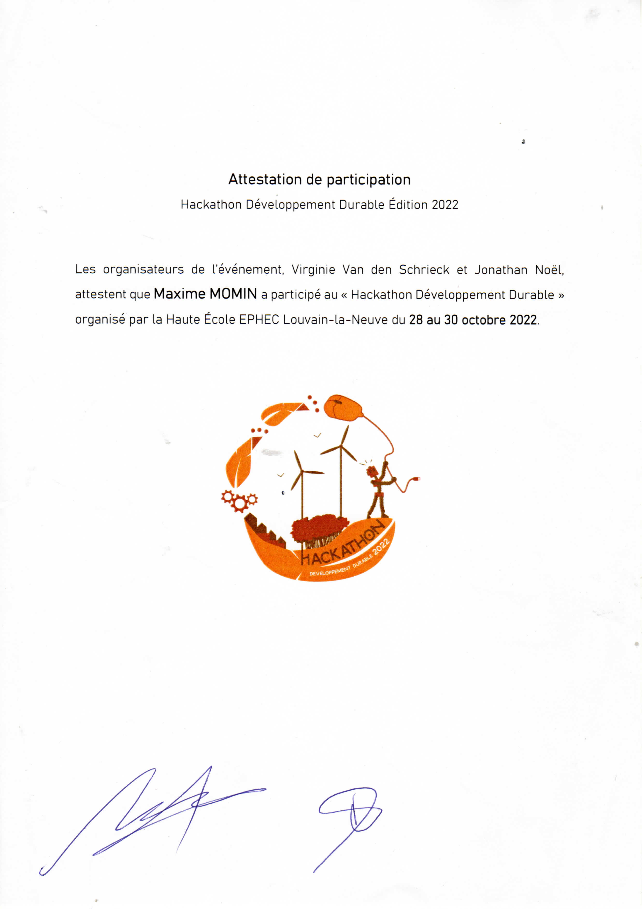 Attestation de participation
Hackathon Développement Durable Édition 2022
Les organisateurs de l'événement, Virginie Van den Schrieck et Jonathan Noël,
attestent que Maxime MOMIN a participé au « Hackathon Développement Durable »
organisé par la Haute École EPHEC Louvain-la-Neuve du 28 au 30 octobre 2022.
HACKATHON
DEVELOPPEMENT DURABLE 2022